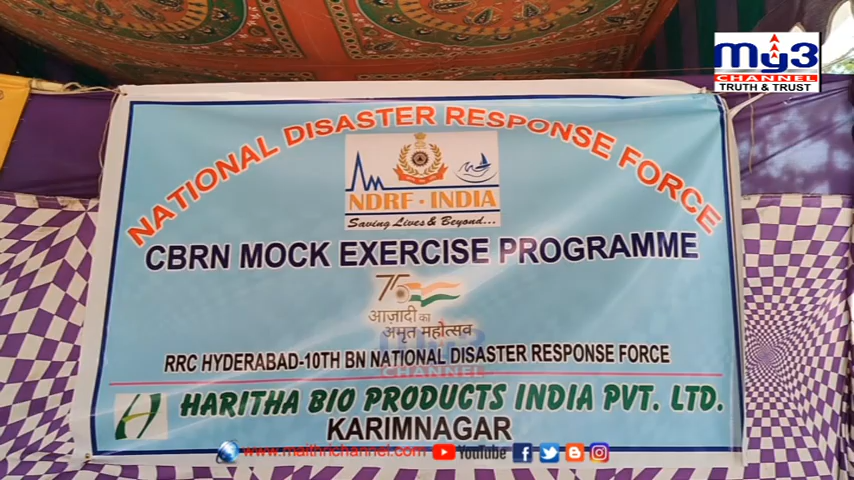 my3
CHANNEL
TRUTH & TRUST
NATIONAL DISASTER RESPONSE FORCE
NDRF · INDIA
Saving Lives & Beyond...
CBRN MOCK EXERCISE PROGRAMME
75
आज़ादी का
अमृत महोत्सव
CHANNEL
RRC HYDERABAD-10TH BN NATIONAL DISASTER RESPONSE FORCE
H HARITHA BIO PRODUCTS INDIA PVT. LTD.
KARIMNAGAR
www.maithrichannel.com YouTube